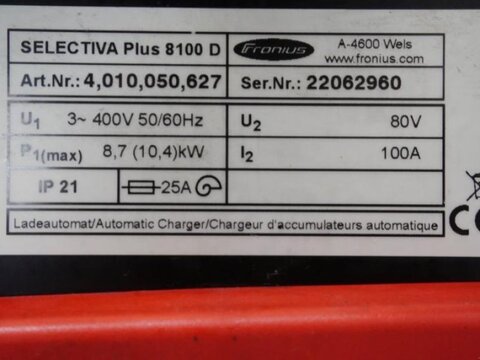 SELECTIVA Plus 8100 D Fronius A-4600 Wels
www.fronius.com
Art.Nr.: 4,010,050,627 Ser.Nr.: 22062960
U1 3~ 400V 50/60Hz U2 80V
P1(max) 8,7 (10,4)kW I2 100A
IP 21 25A
Ladeautomat/Automatic Charger/Chargeur d'accumulateurs automatique
CE